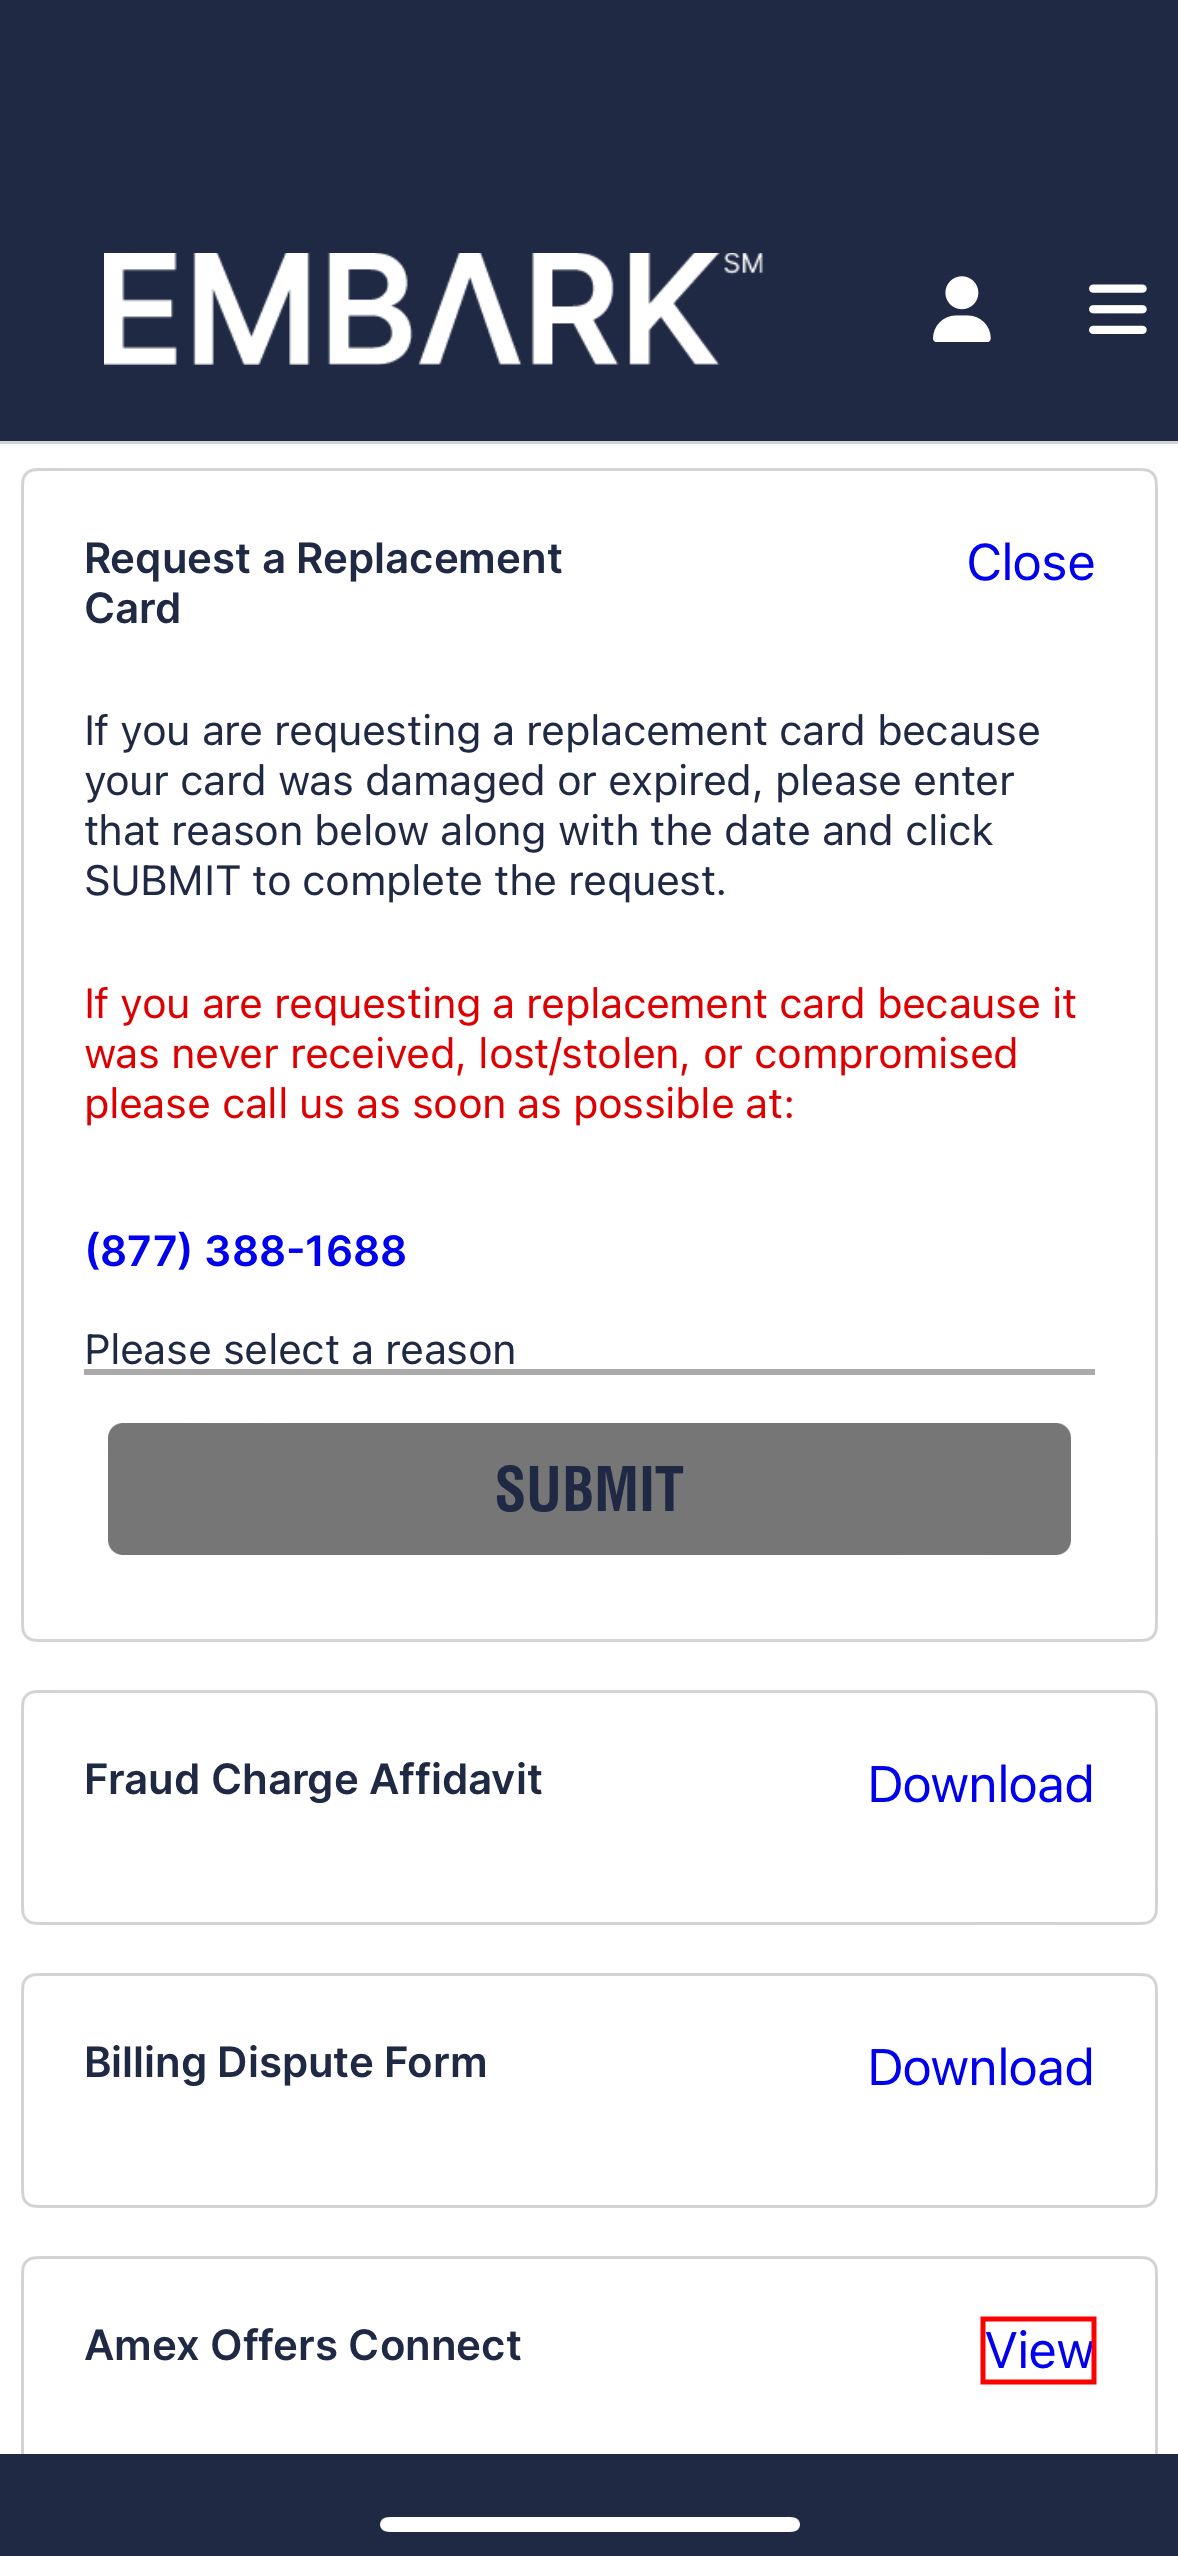 EMBARK SM
Request a Replacement
Card
Close
If you are requesting a replacement card because
your card was damaged or expired, please enter
that reason below along with the date and click
SUBMIT to complete the request.
If you are requesting a replacement card because it
was never received, lost/stolen, or compromised
please call us as soon as possible at:
(877) 388-1688
Please select a reason
SUBMIT
Fraud Charge Affidavit
Download
Billing Dispute Form
Download
Amex Offers Connect
View